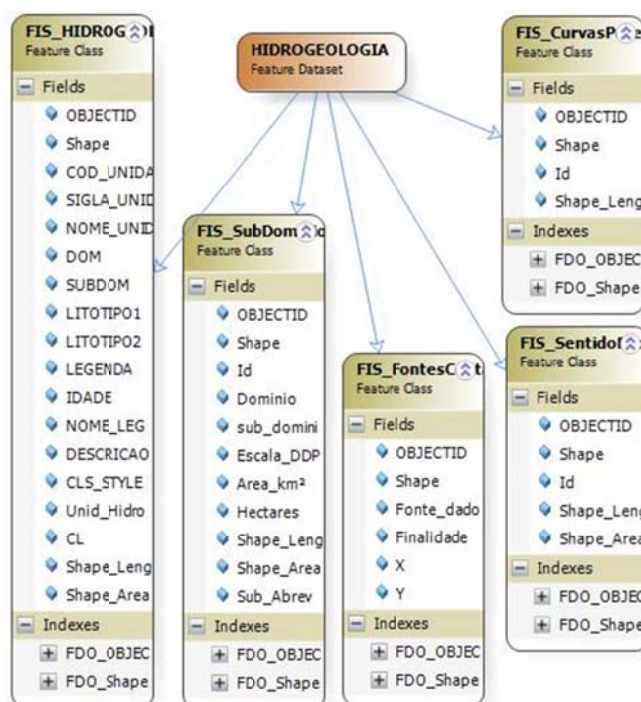 HIDROGEOLOGIA
Feature Dataset
FIS_HIDROG
Feature Class
Fields
OBJECTID
Shape
COD_UNIDA
SIGLA_UNID
NOME_UNID
DOM
SUBDOM
LITOTIPO1
LITOTIPO2
LEGENDA
IDADE
NOME_LEG
DESCRICAO
CLS_STYLE
Unid_Hidro
CL
Shape_Leng
Shape_Area
Indexes
FDO_OBJEC
FDO_Shape
FIS_SubDom
Feature Class
Fields
OBJECTID
Shape
Id
Dominio
sub_domini
Escala_DDP
Area_km²
Hectares
Shape_Leng
Shape_Area
Sub_Abrev
Indexes
FDO_OBJEC
FDO_Shape
FIS_FontesC
Feature Class
Fields
OBJECTID
Shape
Fonte_dado
Finalidade
X
Y
Indexes
FDO_OBJEC
FDO_Shape
FIS_CurvasP
Feature Class
Fields
OBJECTID
Shape
Id
Shape_Leng
Indexes
FDO_OBJEC
FDO_Shape
FIS_Sentido
Feature Class
Fields
OBJECTID
Shape
Id
Shape_Leng
Shape_Area
Indexes
FDO_OBJEC
FDO_Shape